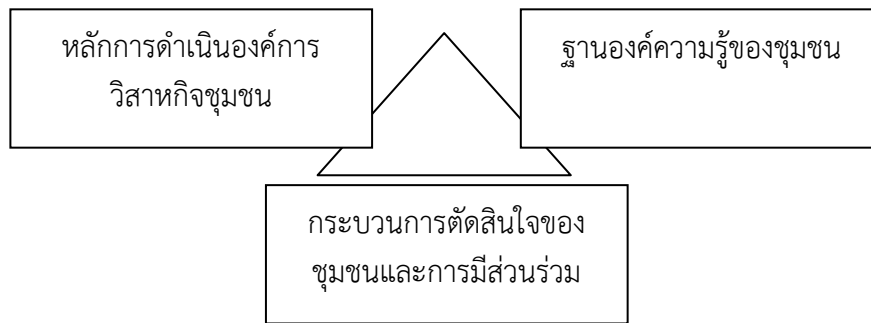 หลักการดำเนินองค์การ
วิสาหกิจชุมชน
ฐานองค์ความรู้ของชุมชน
กระบวนการตัดสินใจของ
ชุมชนและการมีส่วนร่วม